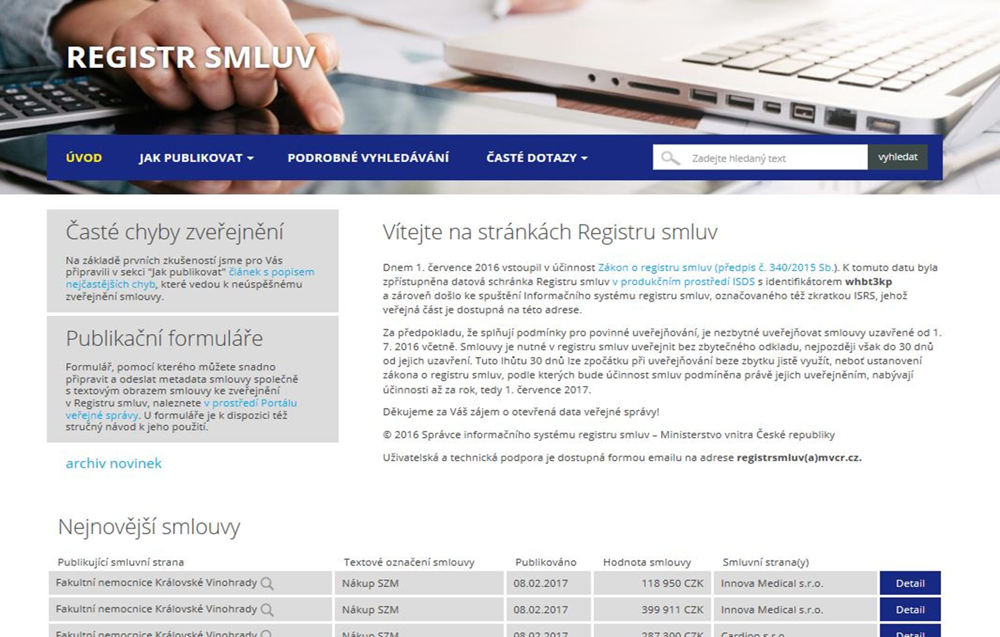 REGISTR SMLUV
ÚVOD JAK PUBLIKOVAT PODROBNÉ VYHLEDÁVÁNÍ ČASTÉ DOTAZY Zadejte hledaný text vyhledat
Časté chyby zveřejnění
Na základě prvních zkušeností jsme pro Vás
připravili v sekci "Jak publikovat" článek s popisem
nejčastějších chyb, které vedou k neúspěšnému
zveřejnění smlouvy.
Publikační formuláře
Formulář, pomocí kterého můžete snadno
připravit a odeslat metadata smlouvy společně
s textovým obrazem smlouvy ke zveřejnění
v Registru smluv, naleznete v prostředí Portálu
veřejné správy. U formuláře je k dispozici též
stručný návod k jeho použití.
archiv novinek
Vítejte na stránkách Registru smluv
Dnem 1. července 2016 vstoupil v účinnost Zákon o registru smluv (předpis č. 340/2015 Sb.). K tomuto datu byla
zpřístupněna datová schránka Registru smluv v produkčním prostředí ISDS s identifikátorem whbt3kp
a zároveň došlo ke spuštění Informačního systému registru smluv, označovaného též zkratkou ISRS, jehož
veřejná část je dostupná na této adrese.
Za předpokladu, že splňují podmínky pro povinné uveřejňování, je nezbytné uveřejňovat smlouvy uzavřené od 1.
7. 2016 včetně. Smlouvy je nutné v registru smluv uveřejnit bez zbytečného odkladu, nejpozději však do 30 dnů
od jejich uzavření. Tuto lhůtu 30 dnů lze zpočátku při uveřejňování beze zbytku jistě využít, neboť ustanovení
zákona o registru smluv, podle kterých bude účinnost smluv podmíněna právě jejich uveřejněním, nabývají
účinnosti až za rok, tedy 1. července 2017.
Děkujeme za Váš zájem o otevřená data veřejné správy!
© 2016 Správce informačního systému registru smluv – Ministerstvo vnitra České republiky
Uživatelská a technická podpora je dostupná formou emailu na adrese registrsmluv(a)mvcr.cz.
Nejnovější smlouvy
Publikující smluvní strana Textové označení smlouvy Publikováno Hodnota smlouvy Smluvní strana(y)
Fakultní nemocnice Královské Vinohrady Nákup SZM 08.02.2017 118 950 CZK Innova Medical s.r.o. Detail
Fakultní nemocnice Královské Vinohrady Nákup SZM 08.02.2017 399 911 CZK Innova Medical s.r.o. Detail
Fakultní nemocnice Královské Vinohrady Nákup SZM 08.02.2017 287 300 CZK Cardion s.r.o. Detail